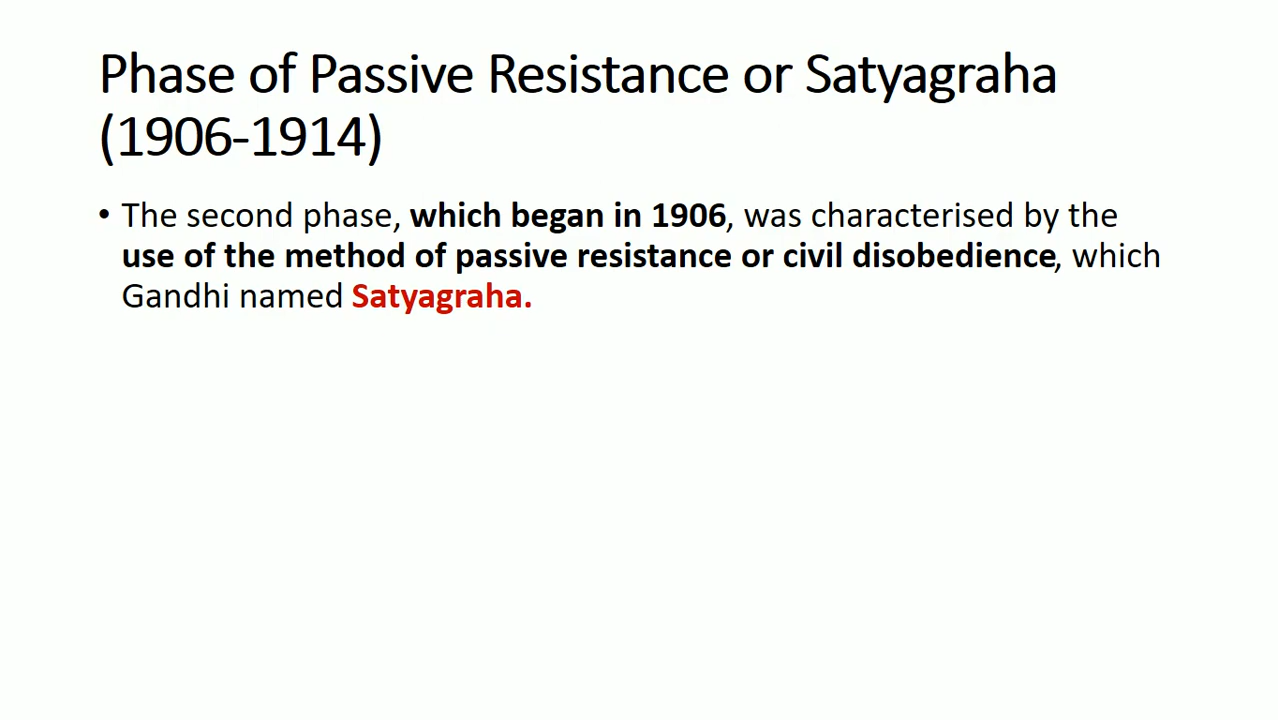 Phase of Passive Resistance or Satyagraha
(1906-1914)
• The second phase, which began in 1906, was characterised by the
use of the method of passive resistance or civil disobedience, which
Gandhi named Satyagraha.